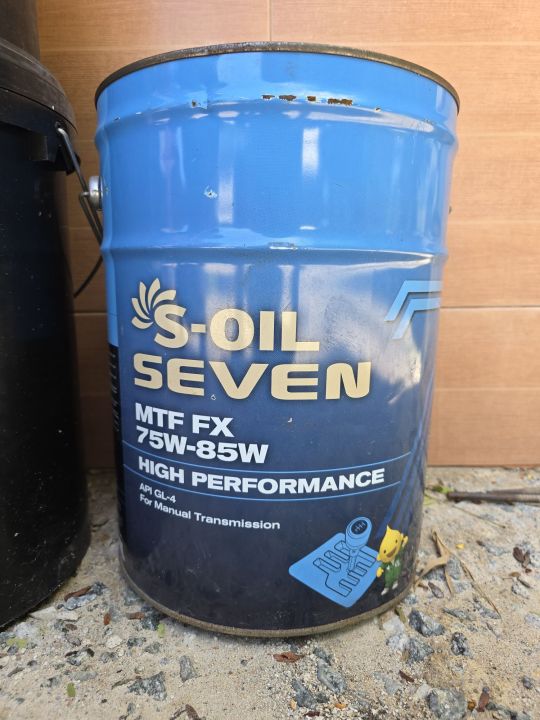 S-OIL
SEVEN
MTF FX
75W-85W
HIGH PERFORMANCE
API GL-4
For Manual Transmission